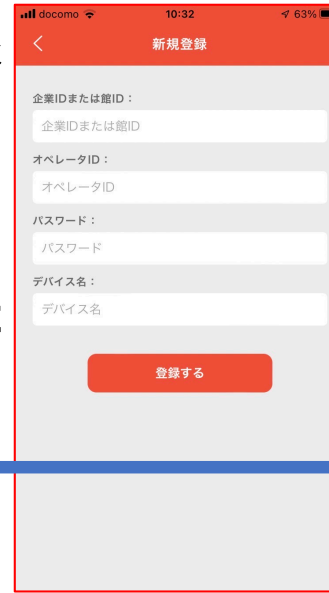 docomo 10:32 63%
新規登録
企業IDまたは館ID：
企業IDまたは館ID
オペレータID：
オペレータID
パスワード：
パスワード
デバイス名：
デバイス名
登録する